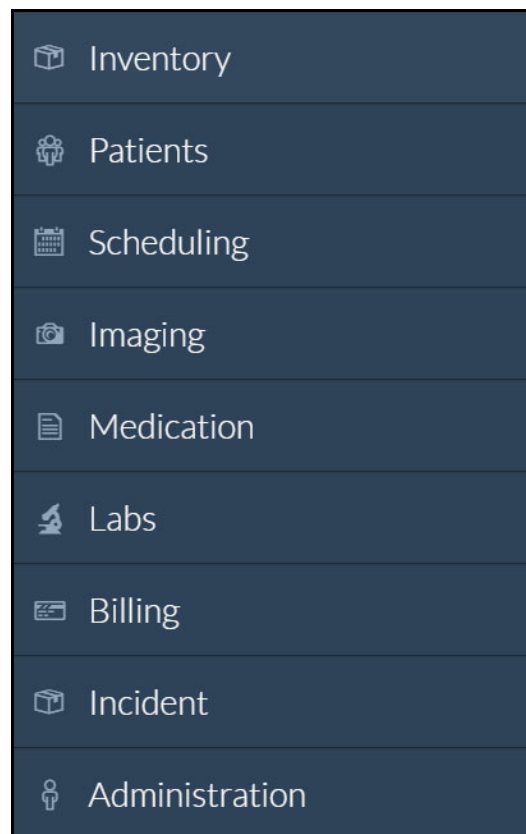 Inventory
Patients
Scheduling
Imaging
Medication
Labs
Billing
Incident
Administration